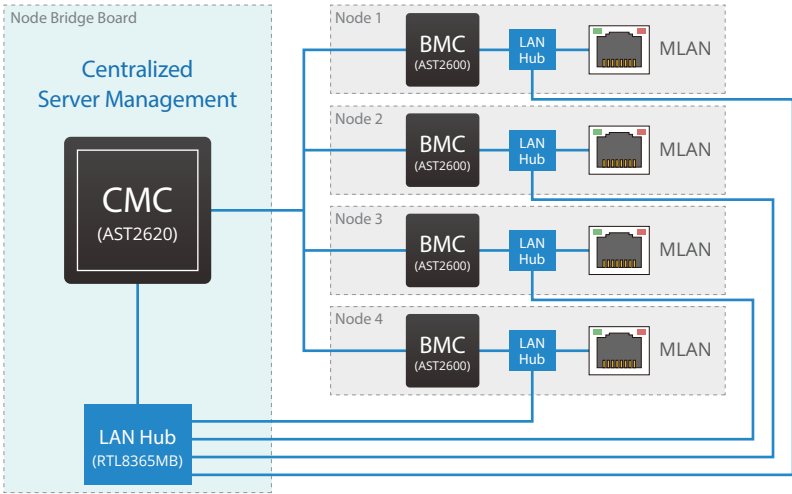 Node Bridge Board
Centralized
Server Management
CMC
(AST2620)
LAN Hub
(RTL8365MB)
Node 1
BMC
(AST2600)
LAN
Hub
MLAN
Node 2
BMC
(AST2600)
LAN
Hub
MLAN
Node 3
BMC
(AST2600)
LAN
Hub
MLAN
Node 4
BMC
(AST2600)
LAN
Hub
MLAN